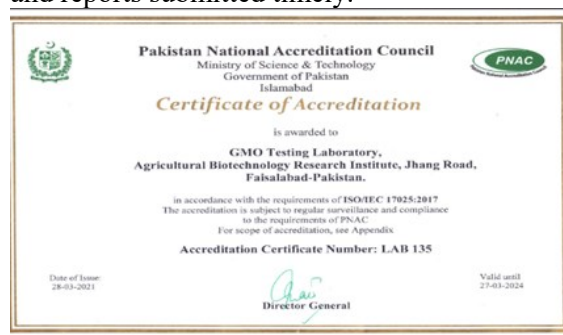 and reports submitted timely.
Pakistan National Accreditation Council
Ministry of Science & Technology
Government of Pakistan
Islamabad
PNAC
Certificate of Accreditation
is awarded to
GMO Testing Laboratory,
Agricultural Biotechnology Research Institute, Jhang Road,
Faisalabad-Pakistan.
in accordance with the requirements of ISO/IEC 17025:2017
The accreditation is subject to regular surveillance and compliance
to the requirements of PNAC
For scope of accreditation, see Appendix
Accreditation Certificate Number: LAB 135
Date of Issue:
28-03-2021
Director General
Valid until
27-03-2024